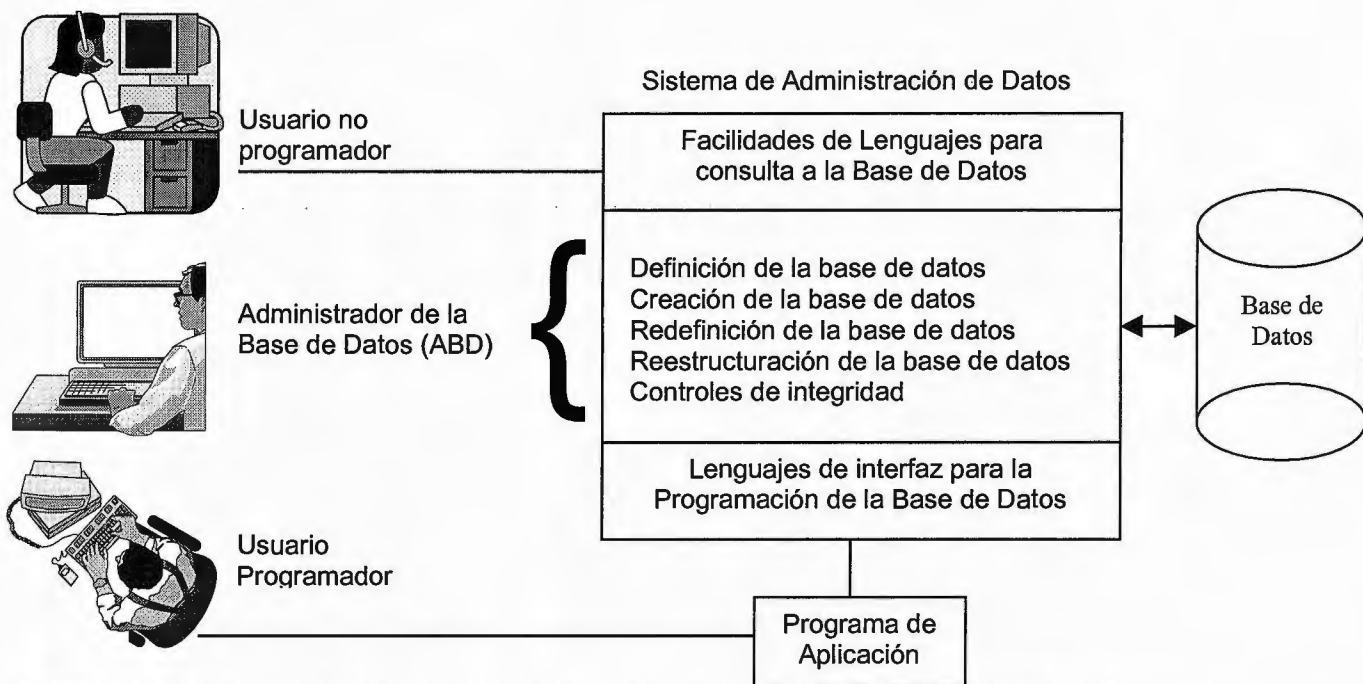 Sistema de Administración de Datos
Usuario no
programador
Facilidades de Lenguajes para
consulta a la Base de Datos
Administrador de la
Base de Datos (ABD)
Definición de la base de datos
Creación de la base de datos
Redefinición de la base de datos
Reestructuración de la base de datos
Controles de integridad
Base de
Datos
Lenguajes de interfaz para la
Programación de la Base de Datos
Usuario
Programador
Programa de
Aplicación